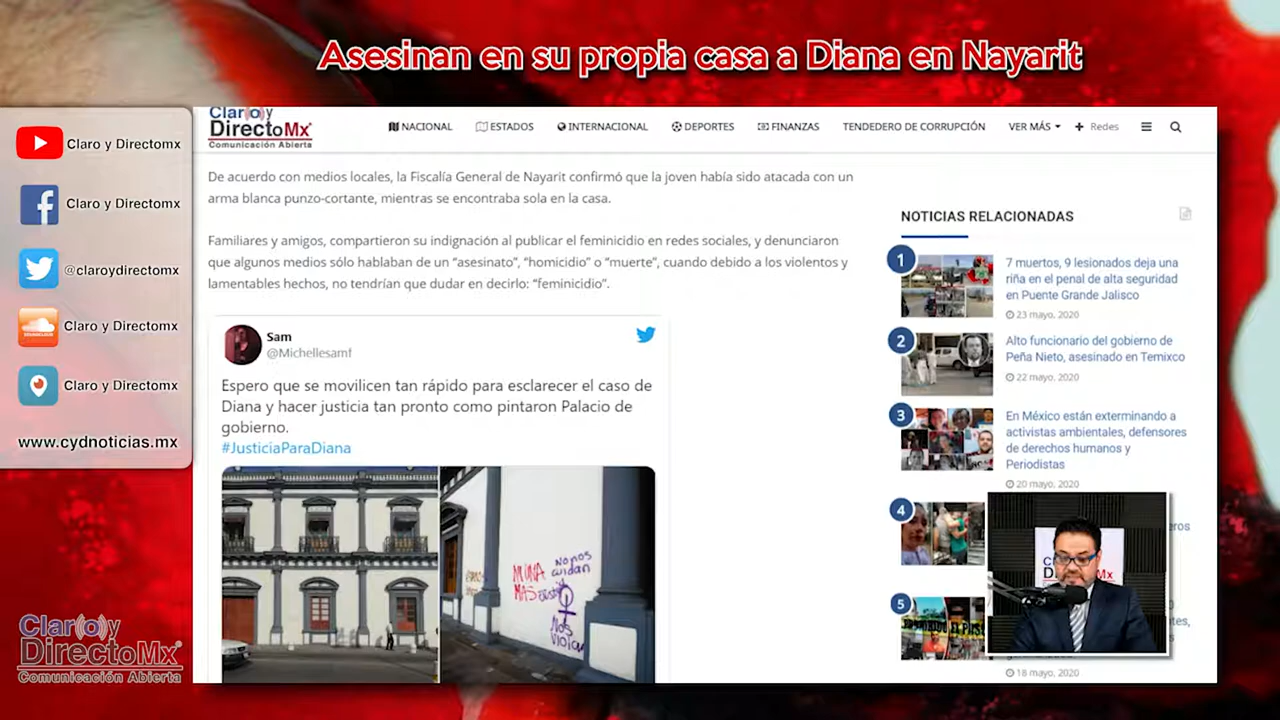 Asesinan en su propia casa a Diana en Nayarit
Claro y Directomx
Claro y Directomx
@claroydirectomx
Claro y Directomx
Claro y Directomx
www.cydnoticias.mx
Claro y
DirectoMx
Comunicación Abierta
Claro y
DirectoMx
Comunicación Abierta
NACIONAL ESTADOS INTERNACIONAL DEPORTES FINANZAS TENDEDERO DE CORRUPCIÓN VER MÁS + Redes
De acuerdo con medios locales, la Fiscalía General de Nayarit confirmó que la joven había sido atacada con un
arma blanca punzo-cortante, mientras se encontraba sola en la casa.
Familiares y amigos, compartieron su indignación al publicar el feminicidio en redes sociales, y denunciaron
que algunos medios sólo hablaban de un “asesinato”, “homicidio” o “muerte”, cuando debido a los violentos y
lamentables hechos, no tendrían que dudar en decirlo: “feminicidio”.
Sam
@Michellesamf
Espero que se movilicen tan rápido para esclarecer el caso de
Diana y hacer justicia tan pronto como pintaron Palacio de
gobierno.
#JusticiaParaDiana
NI UNA
MAS
No nos
cuidan
Nos
violan
NOTICIAS RELACIONADAS
1
7 muertos, 9 lesionados deja una
riña en el penal de alta seguridad
en Puente Grande Jalisco
23 mayo, 2020
2
Alto funcionario del gobierno de
Peña Nieto, asesinado en Temixco
22 mayo, 2020
3
En México están exterminando a
activistas ambientales, defensores
de derechos humanos y
Periodistas
20 mayo, 2020
4
5
18 mayo, 2020